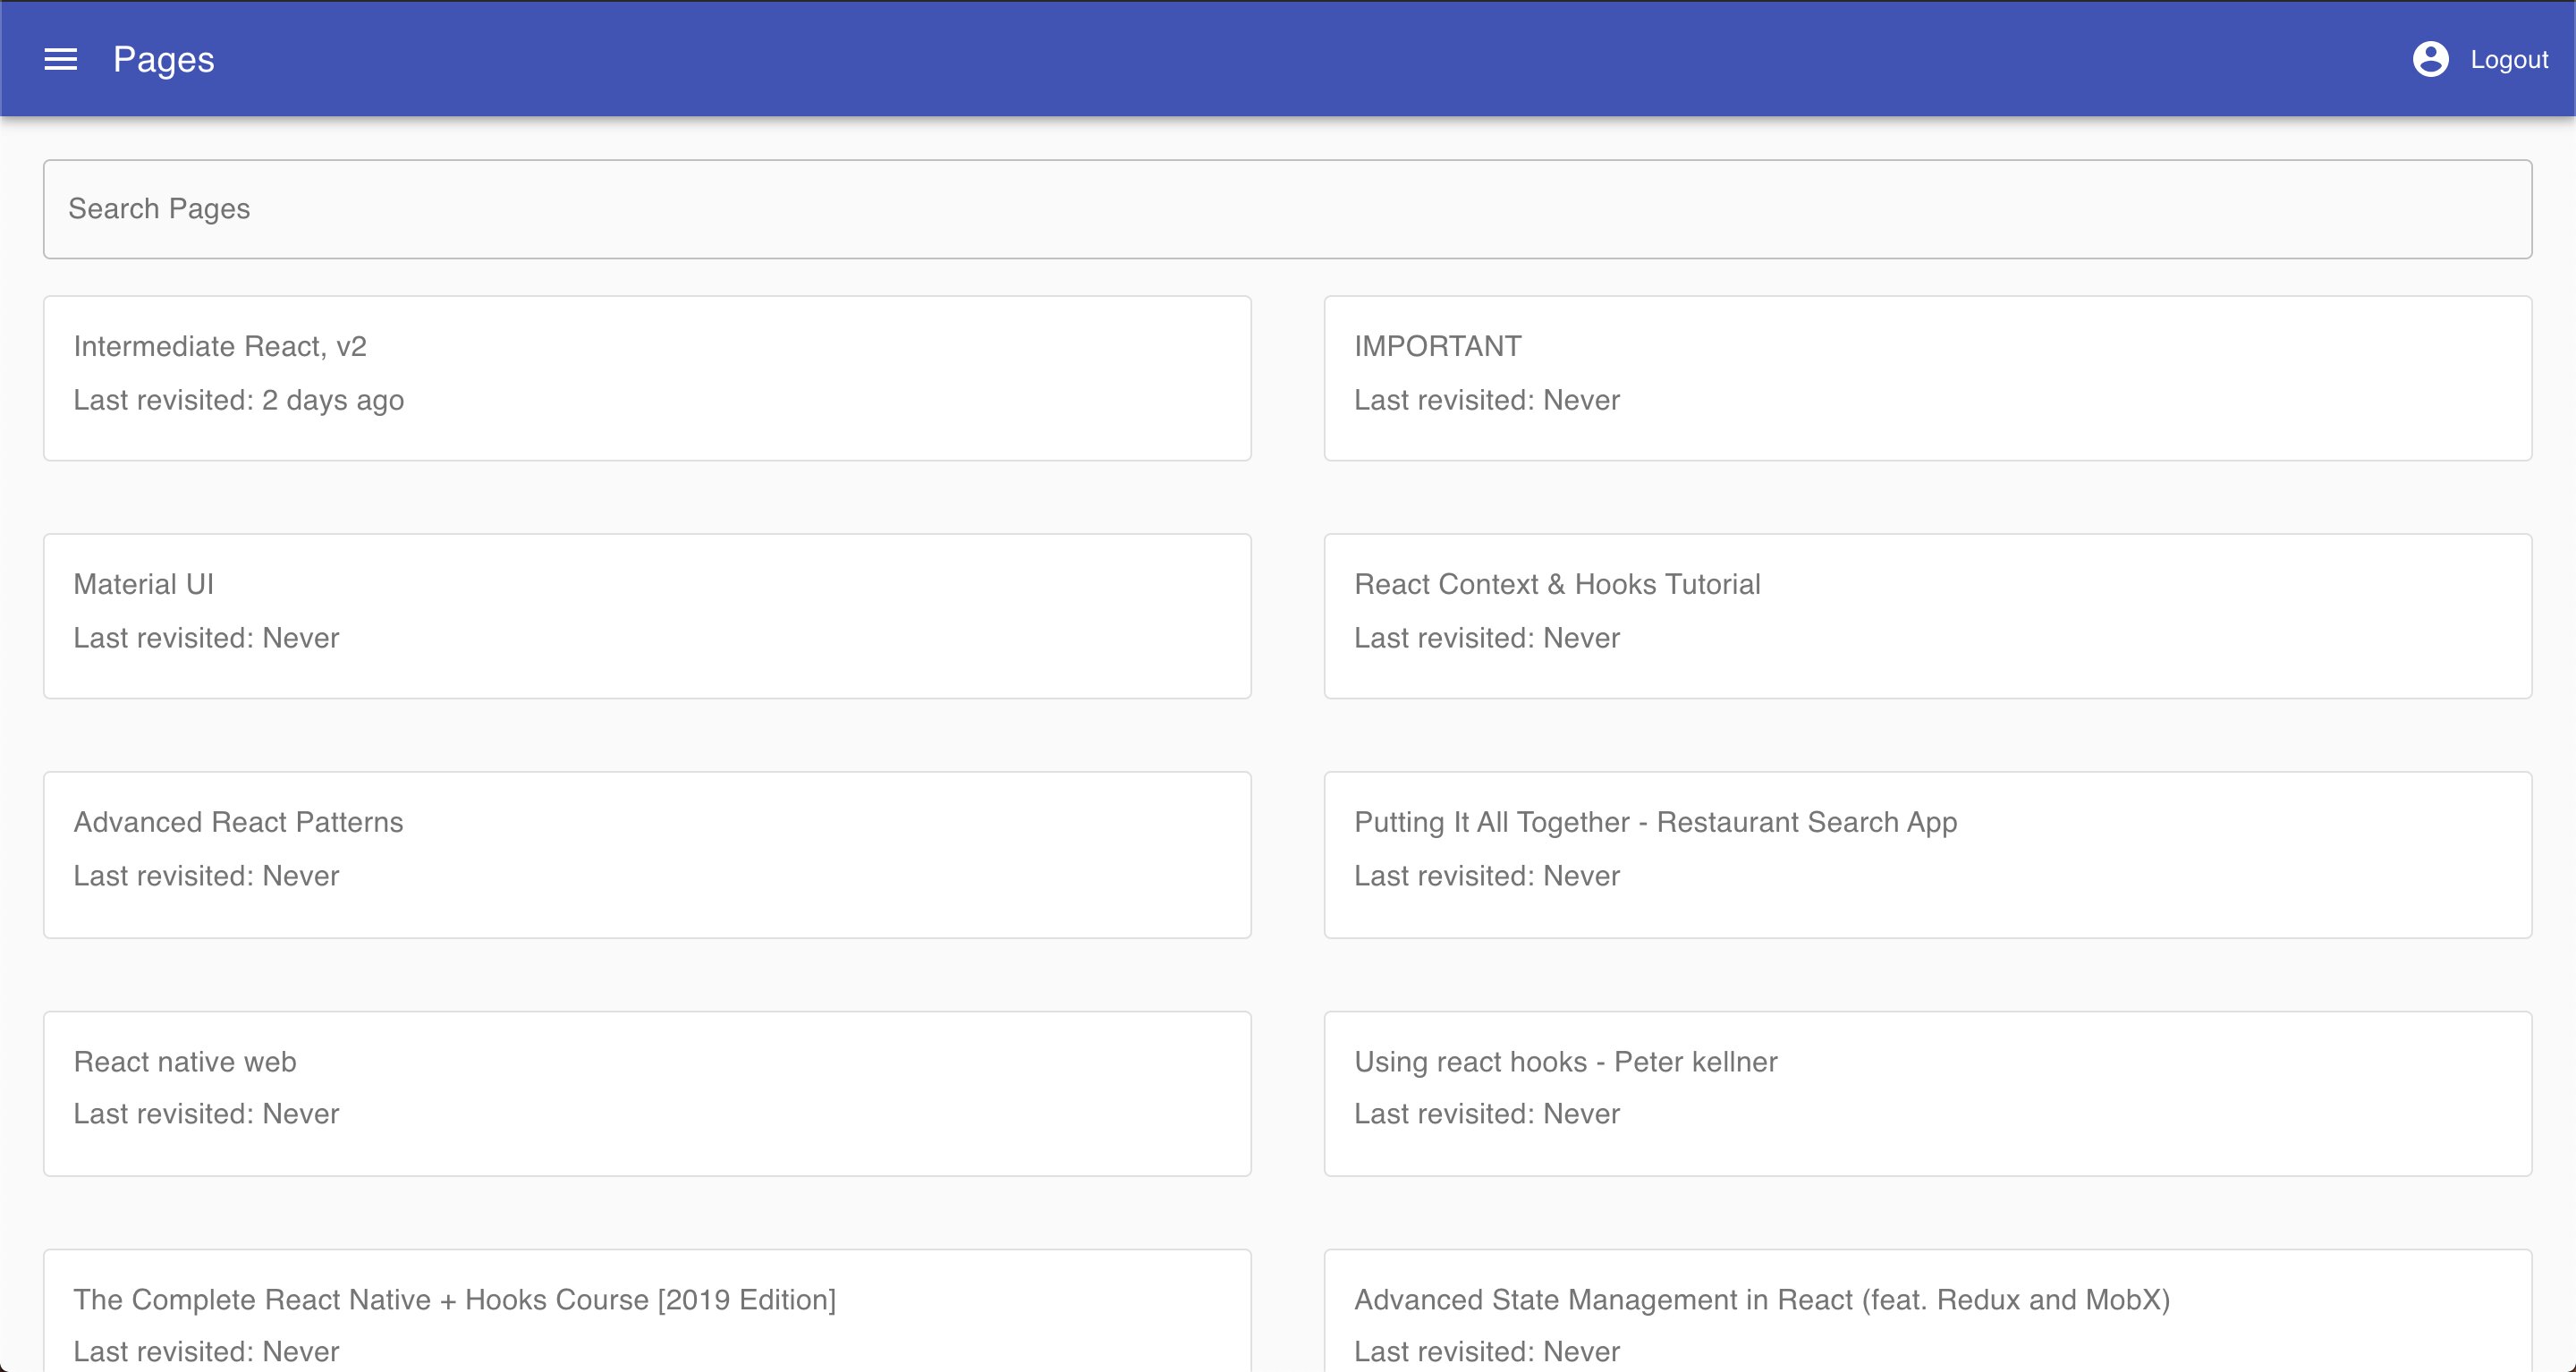 Pages
Logout
Search Pages
Intermediate React, v2
Last revisited: 2 days ago
IMPORTANT
Last revisited: Never
Material UI
Last revisited: Never
React Context & Hooks Tutorial
Last revisited: Never
Advanced React Patterns
Last revisited: Never
Putting It All Together - Restaurant Search App
Last revisited: Never
React native web
Last revisited: Never
Using react hooks - Peter kellner
Last revisited: Never
The Complete React Native + Hooks Course [2019 Edition]
Last revisited: Never
Advanced State Management in React (feat. Redux and MobX)
Last revisited: Never